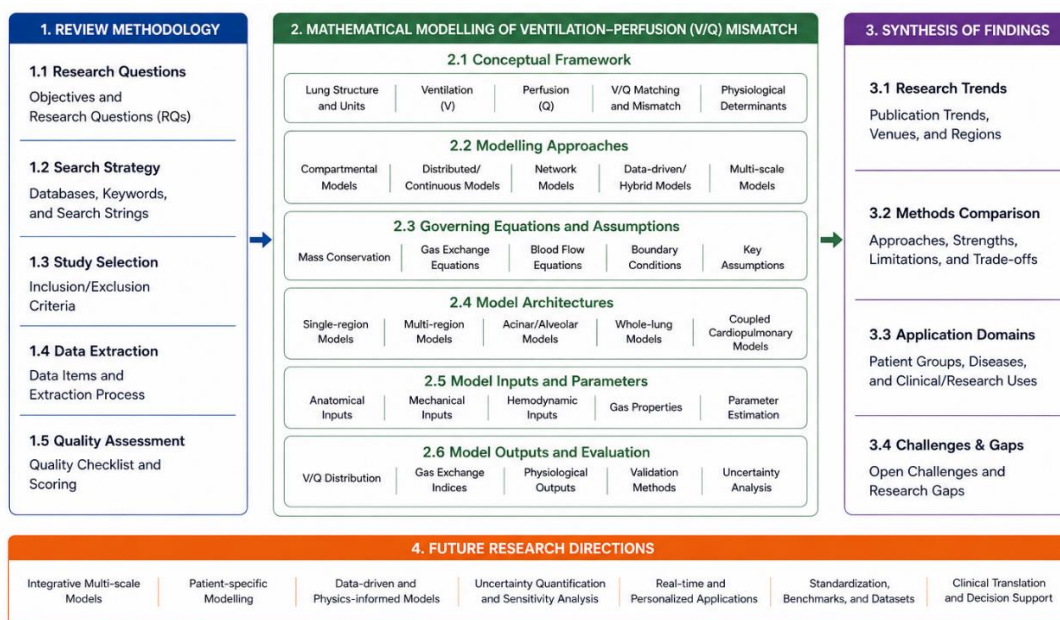 1. REVIEW METHODOLOGY
1.1 Research Questions
Objectives and
Research Questions (RQs)
1.2 Search Strategy
Databases, Keywords,
and Search Strings
1.3 Study Selection
Inclusion/Exclusion
Criteria
1.4 Data Extraction
Data Items and
Extraction Process
1.5 Quality Assessment
Quality Checklist and
Scoring
2. MATHEMATICAL MODELLING OF VENTILATION–PERFUSION (V/Q) MISMATCH
2.1 Conceptual Framework
Lung Structure
and Units
Ventilation
(V)
Perfusion
(Q)
V/Q Matching
and Mismatch
Physiological
Determinants
2.2 Modelling Approaches
Compartmental
Models
Distributed/
Continuous Models
Network
Models
Data-driven/
Hybrid Models
Multi-scale
Models
2.3 Governing Equations and Assumptions
Mass Conservation
Gas Exchange
Equations
Blood Flow
Equations
Boundary
Conditions
Key
Assumptions
2.4 Model Architectures
Single-region
Models
Multi-region
Models
Acinar/Alveolar
Models
Whole-lung
Models
Coupled
Cardiopulmonary
Models
2.5 Model Inputs and Parameters
Anatomical
Inputs
Mechanical
Inputs
Hemodynamic
Inputs
Gas Properties
Parameter
Estimation
2.6 Model Outputs and Evaluation
V/Q Distribution
Gas Exchange
Indices
Physiological
Outputs
Validation
Methods
Uncertainty
Analysis
3. SYNTHESIS OF FINDINGS
3.1 Research Trends
Publication Trends,
Venues, and Regions
3.2 Methods Comparison
Approaches, Strengths,
Limitations, and Trade-offs
3.3 Application Domains
Patient Groups, Diseases,
and Clinical/Research Uses
3.4 Challenges & Gaps
Open Challenges and
Research Gaps
4. FUTURE RESEARCH DIRECTIONS
Integrative Multi-scale
Models
Patient-specific
Modelling
Data-driven and
Physics-informed Models
Uncertainty Quantification
and Sensitivity Analysis
Real-time and
Personalized Applications
Standardization,
Benchmarks, and Datasets
Clinical Translation
and Decision Support